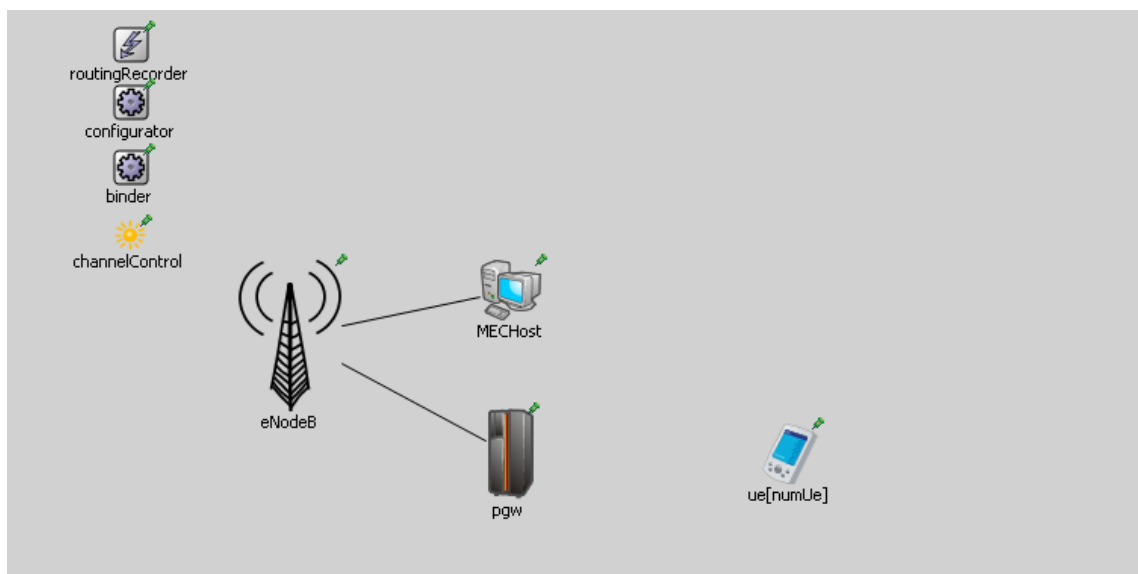 routingRecorder
configurator
binder
channelControl
eNodeB
MECHost
pgw
ue[numUe]